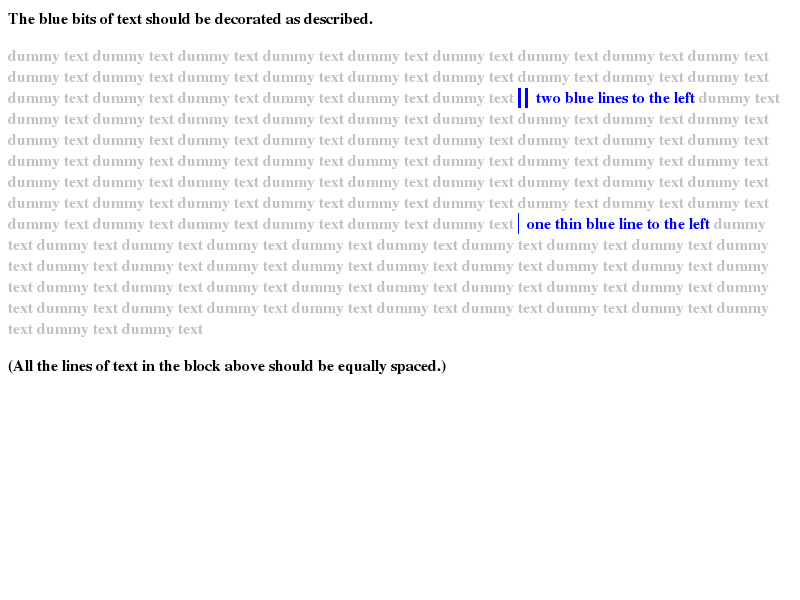 The blue bits of text should be decorated as described.
dummy text dummy text dummy text dummy text dummy text dummy text dummy text dummy text dummy text
dummy text dummy text dummy text dummy text dummy text dummy text dummy text dummy text dummy text
dummy text dummy text dummy text dummy text dummy text dummy text two blue lines to the left dummy text
dummy text dummy text dummy text dummy text dummy text dummy text dummy text dummy text dummy text
dummy text dummy text dummy text dummy text dummy text dummy text dummy text dummy text dummy text
dummy text dummy text dummy text dummy text dummy text dummy text dummy text dummy text dummy text
dummy text dummy text dummy text dummy text dummy text dummy text dummy text dummy text dummy text
dummy text dummy text dummy text dummy text dummy text dummy text dummy text dummy text dummy text
dummy text dummy text dummy text dummy text dummy text dummy text one thin blue line to the left dummy
text dummy text dummy text dummy text dummy text dummy text dummy text dummy text dummy text dummy
text dummy text dummy text dummy text dummy text dummy text dummy text dummy text dummy text dummy
text dummy text dummy text dummy text dummy text dummy text dummy text dummy text dummy text dummy
text dummy text dummy text dummy text dummy text dummy text dummy text dummy text dummy text dummy
text dummy text dummy text
(All the lines of text in the block above should be equally spaced.)